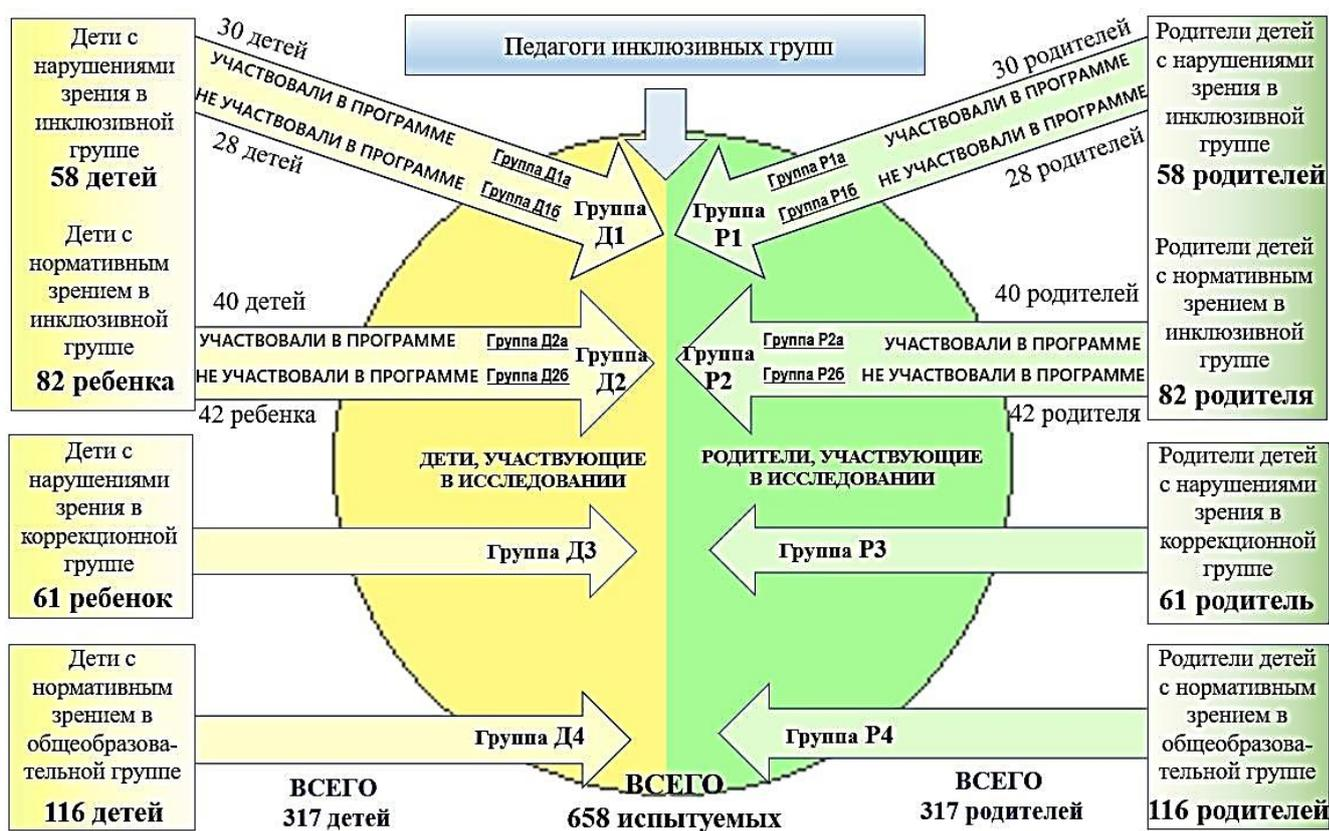 Педагоги инклюзивных групп
Дети с
нарушениями
зрения в
инклюзивной
группе
58 детей
Дети с
нормативным
зрением в
инклюзивной
группе
82 ребенка
30 детей
УЧАСТВОВАЛИ В ПРОГРАММЕ
Группа Д1а
НЕ УЧАСТВОВАЛИ В ПРОГРАММЕ
Группа Д1б
28 детей
Группа
Д1
40 детей
УЧАСТВОВАЛИ В ПРОГРАММЕ
Группа Д2а
НЕ УЧАСТВОВАЛИ В ПРОГРАММЕ
Группа Д2б
42 ребенка
Группа
Д2
30 родителей
УЧАСТВОВАЛИ В ПРОГРАММЕ
Группа Р1а
НЕ УЧАСТВОВАЛИ В ПРОГРАММЕ
Группа Р1б
28 родителей
Группа
Р1
40 родителей
Группа Р2а
УЧАСТВОВАЛИ В ПРОГРАММЕ
Группа Р2б
НЕ УЧАСТВОВАЛИ В ПРОГРАММЕ
42 родителя
Группа
Р2
Родители детей
с нарушениями
зрения в
инклюзивной
группе
58 родителей
Родители детей
с нормативным
зрением в
инклюзивной
группе
82 родителя
ДЕТИ, УЧАСТВУЮЩИЕ
В ИССЛЕДОВАНИИ
РОДИТЕЛИ, УЧАСТВУЮЩИЕ
В ИССЛЕДОВАНИИ
Дети с
нарушениями
зрения в
коррекционной
группе
61 ребенок
Группа Д3
Группа Р3
Родители детей
с нарушениями
зрения в
коррекционной
группе
61 родитель
Дети с
нормативным
зрением в
общеобразова-
тельной группе
116 детей
Группа Д4
Группа Р4
Родители детей
с нормативным
зрением в
общеобразова-
тельной группе
116 родителей
ВСЕГО
317 детей
ВСЕГО
658 испытуемых
ВСЕГО
317 родителей